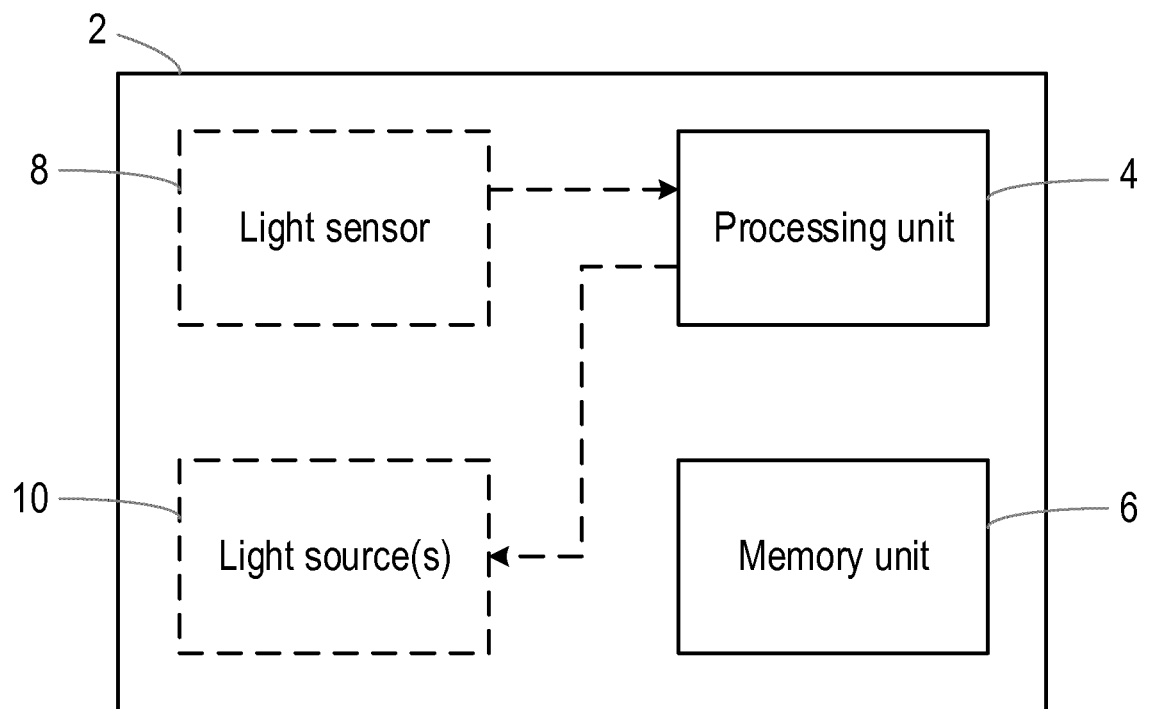 2
8
Light sensor
Processing unit
4
10
Light source(s)
Memory unit
6